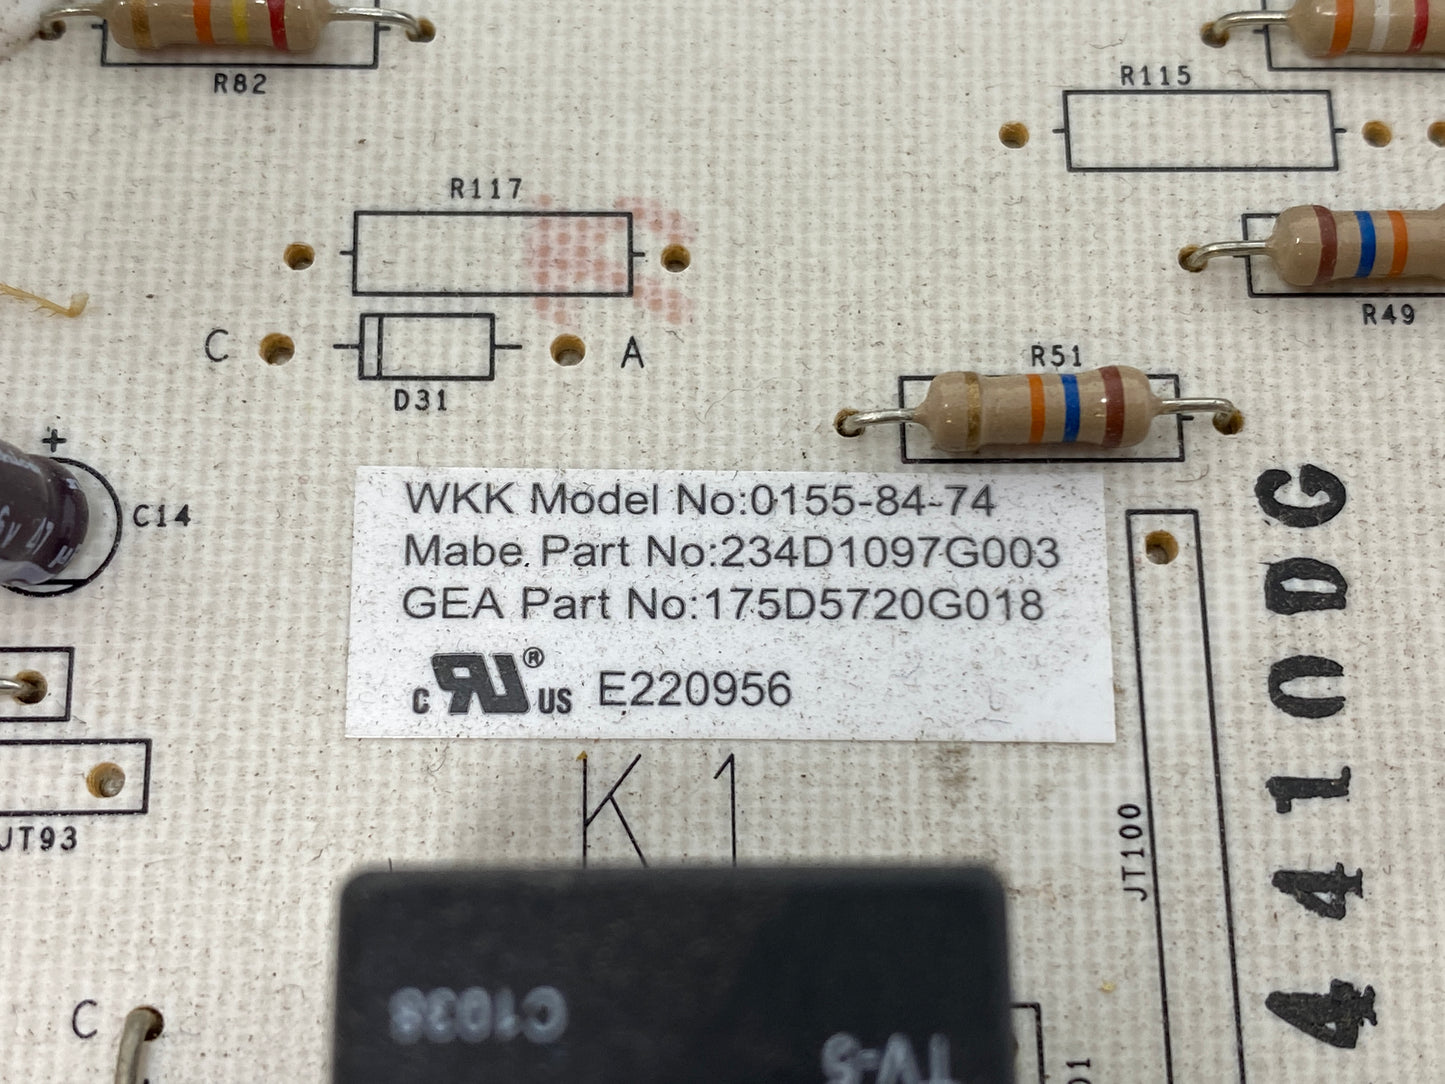 R82
R115
R117
R49
C
D31
A
R51
+
C14
WKK Model No:0155-84-74
Mabe Part No:234D1097G003
GEA Part No:175D5720G018
c RU ® US E220956
K1
JT93
JT100
4410DG
C
C1038
TV-5